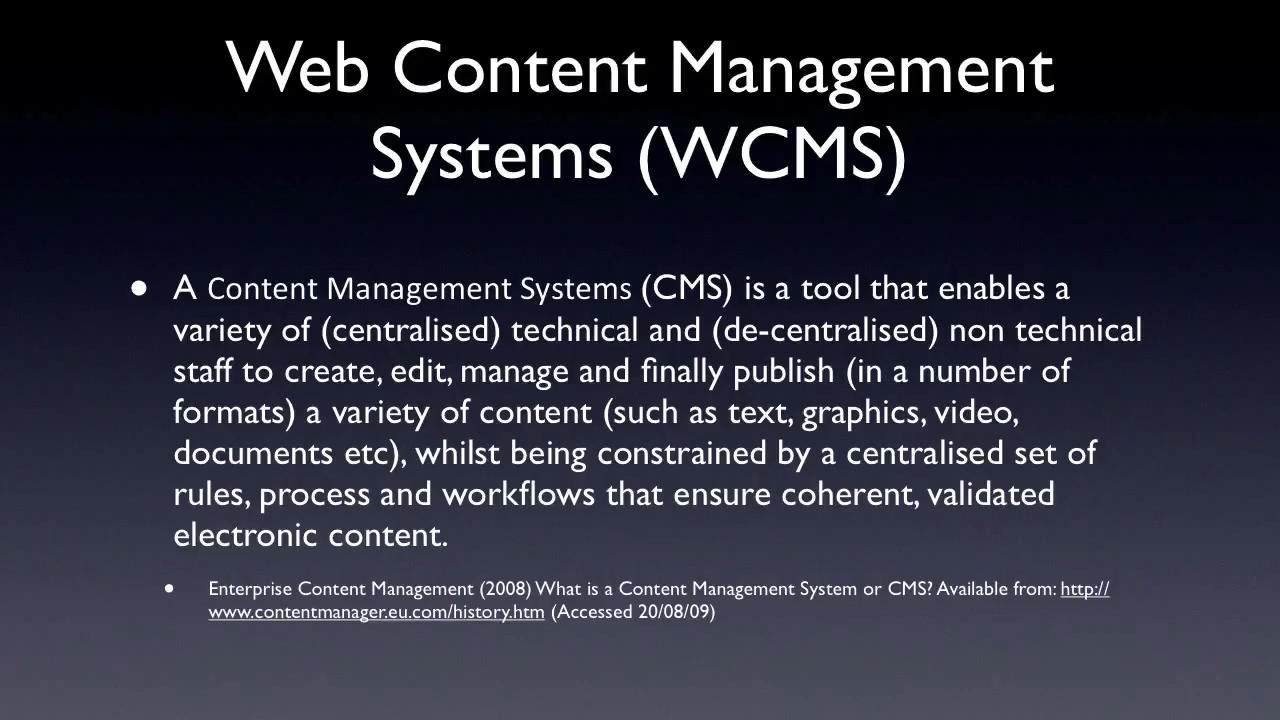 Web Content Management
Systems (WCMS)
• A Content Management Systems (CMS) is a tool that enables a
variety of (centralised) technical and (de-centralised) non technical
staff to create, edit, manage and finally publish (in a number of
formats) a variety of content (such as text, graphics, video,
documents etc), whilst being constrained by a centralised set of
rules, process and workflows that ensure coherent, validated
electronic content.
• Enterprise Content Management (2008) What is a Content Management System or CMS? Available from: http://
www.contentmanager.eu.com/history.htm (Accessed 20/08/09)